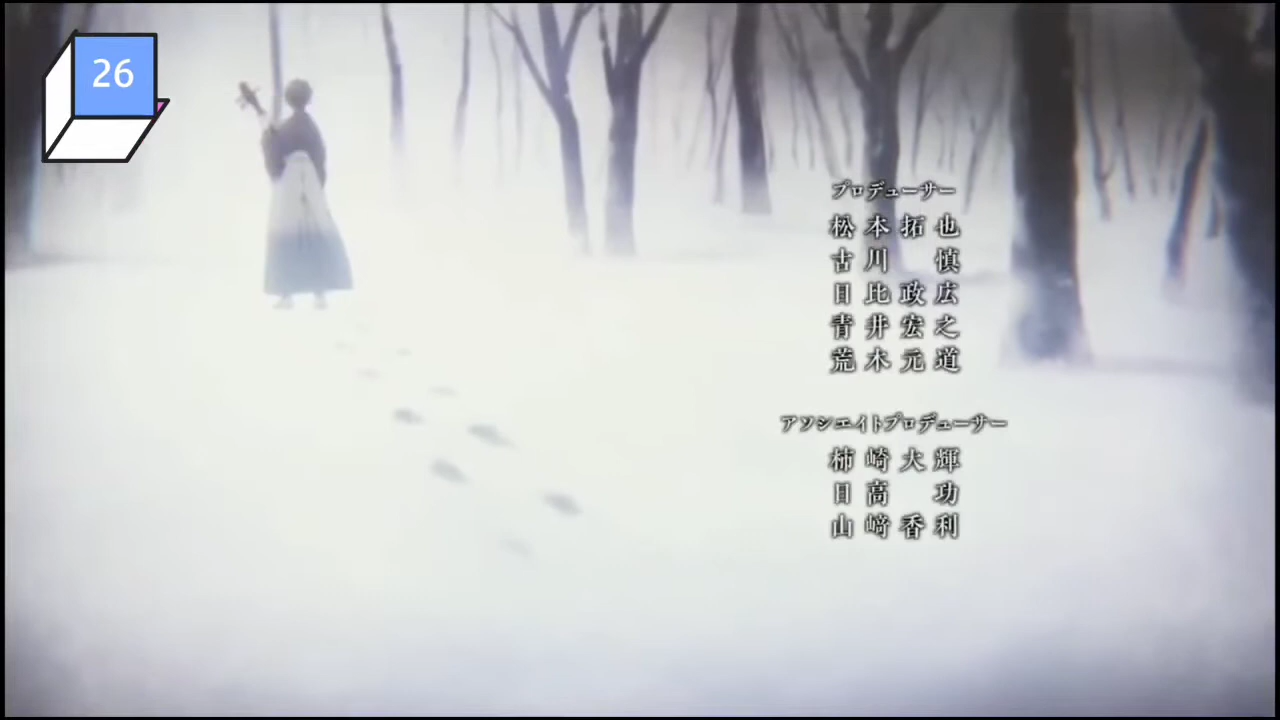 26
プロデューサー
松本拓也
古川 慎
日比政広
青井宏之
荒木元道
アソシエイトプロデューサー
柿崎大輝
日高 功
山﨑香利